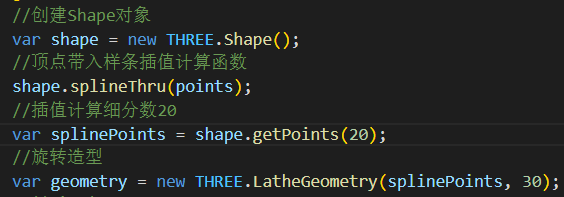 //创建Shape对象
var shape = new THREE.Shape();
//顶点带入样条插值计算函数
shape.splineThru(points);
//插值计算细分数20
var splinePoints = shape.getPoints(20);
//旋转造型
var geometry = new THREE.LatheGeometry(splinePoints, 30);